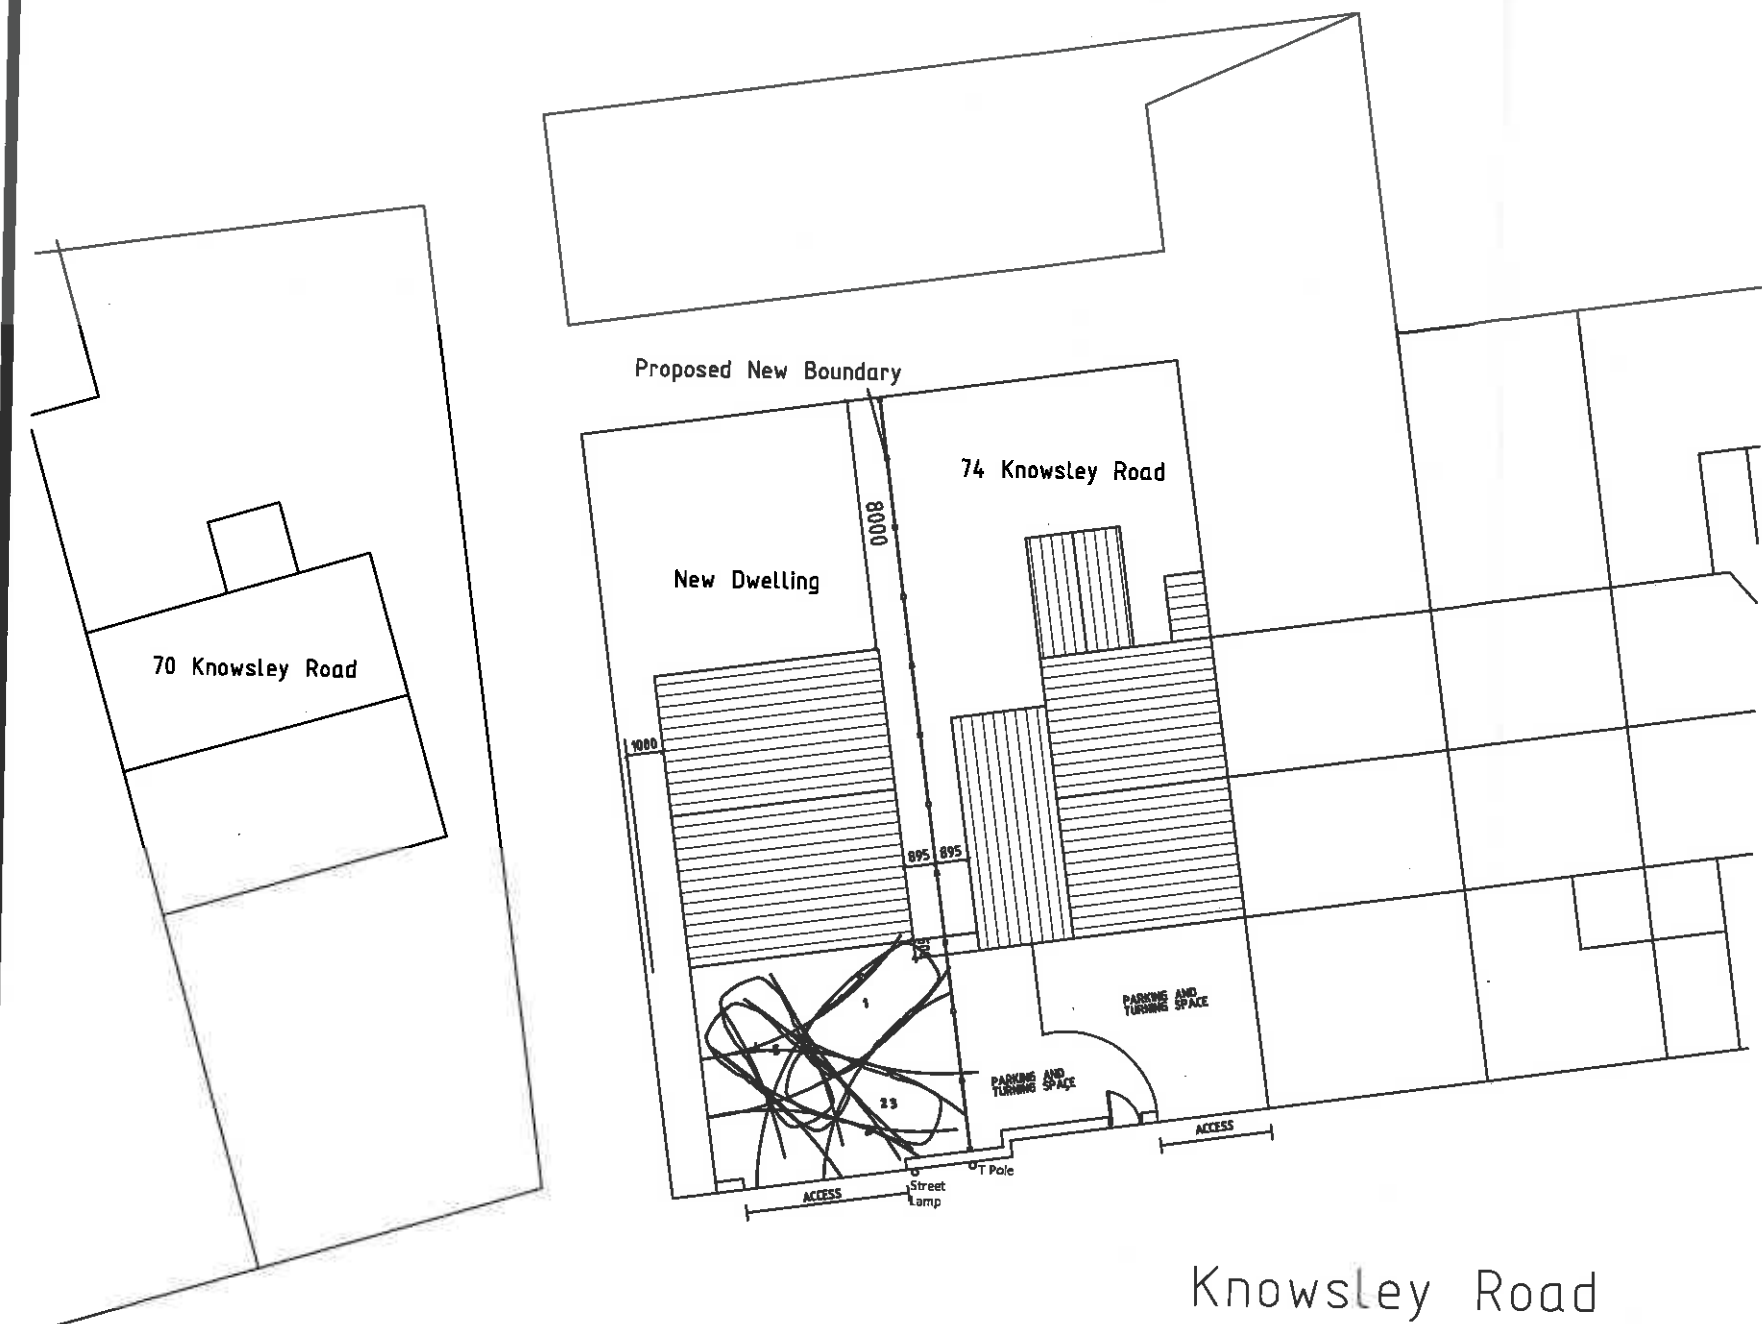 Proposed New Boundary
74 Knowsley Road
8000
New Dwelling
70 Knowsley Road
1000
895 895
1
PARKING AND
TURNING SPACE
PARKING AND
TURNING SPACE
23
ACCESS
T Pole
Street
Lamp
ACCESS
Knowsley Road